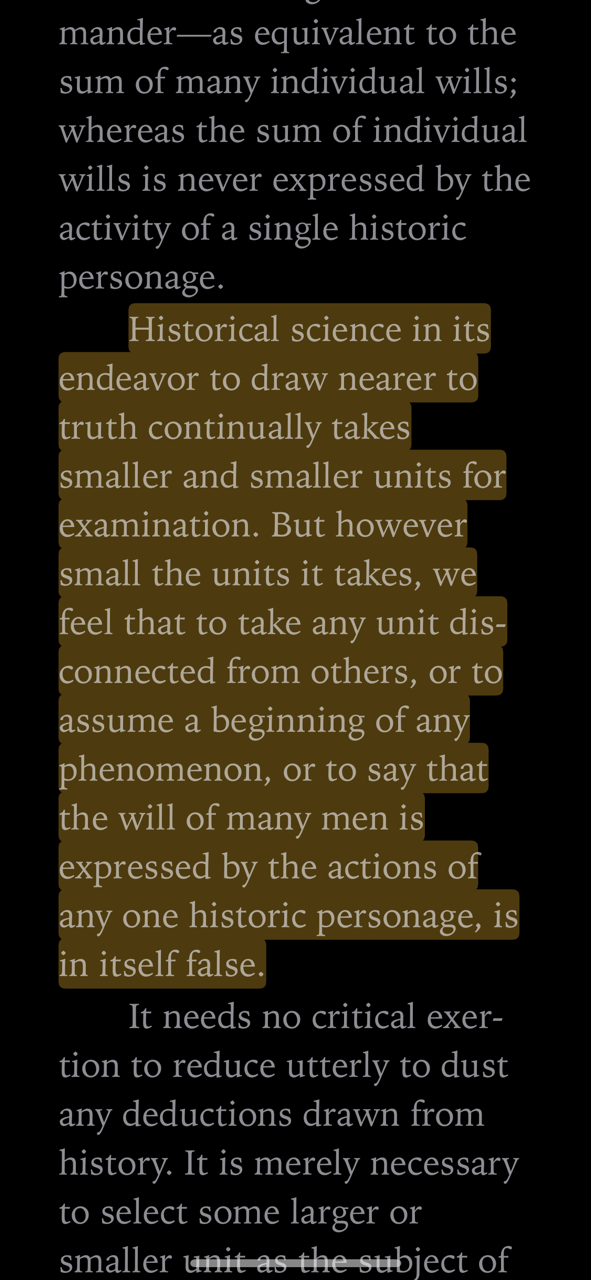 mander—as equivalent to the
sum of many individual wills;
whereas the sum of individual
wills is never expressed by the
activity of a single historic
personage.
Historical science in its
endeavor to draw nearer to
truth continually takes
smaller and smaller units for
examination. But however
small the units it takes, we
feel that to take any unit dis-
connected from others, or to
assume a beginning of any
phenomenon, or to say that
the will of many men is
expressed by the actions of
any one historic personage, is
in itself false.
It needs no critical exer-
tion to reduce utterly to dust
any deductions drawn from
history. It is merely necessary
to select some larger or
smaller unit as the subject of